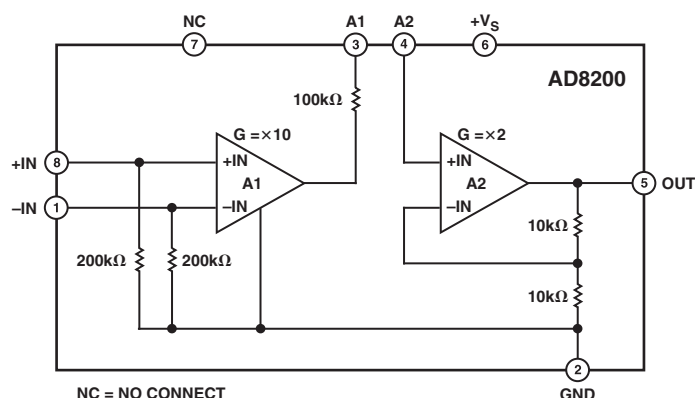 NC
A1
A2
+VS
7
3
4
6
AD8200
100kΩ
G = ×10
G = ×2
+IN
8
+IN
+IN
A1
A2
5
OUT
–IN
1
–IN
–IN
10kΩ
200kΩ
200kΩ
10kΩ
2
NC = NO CONNECT
GND